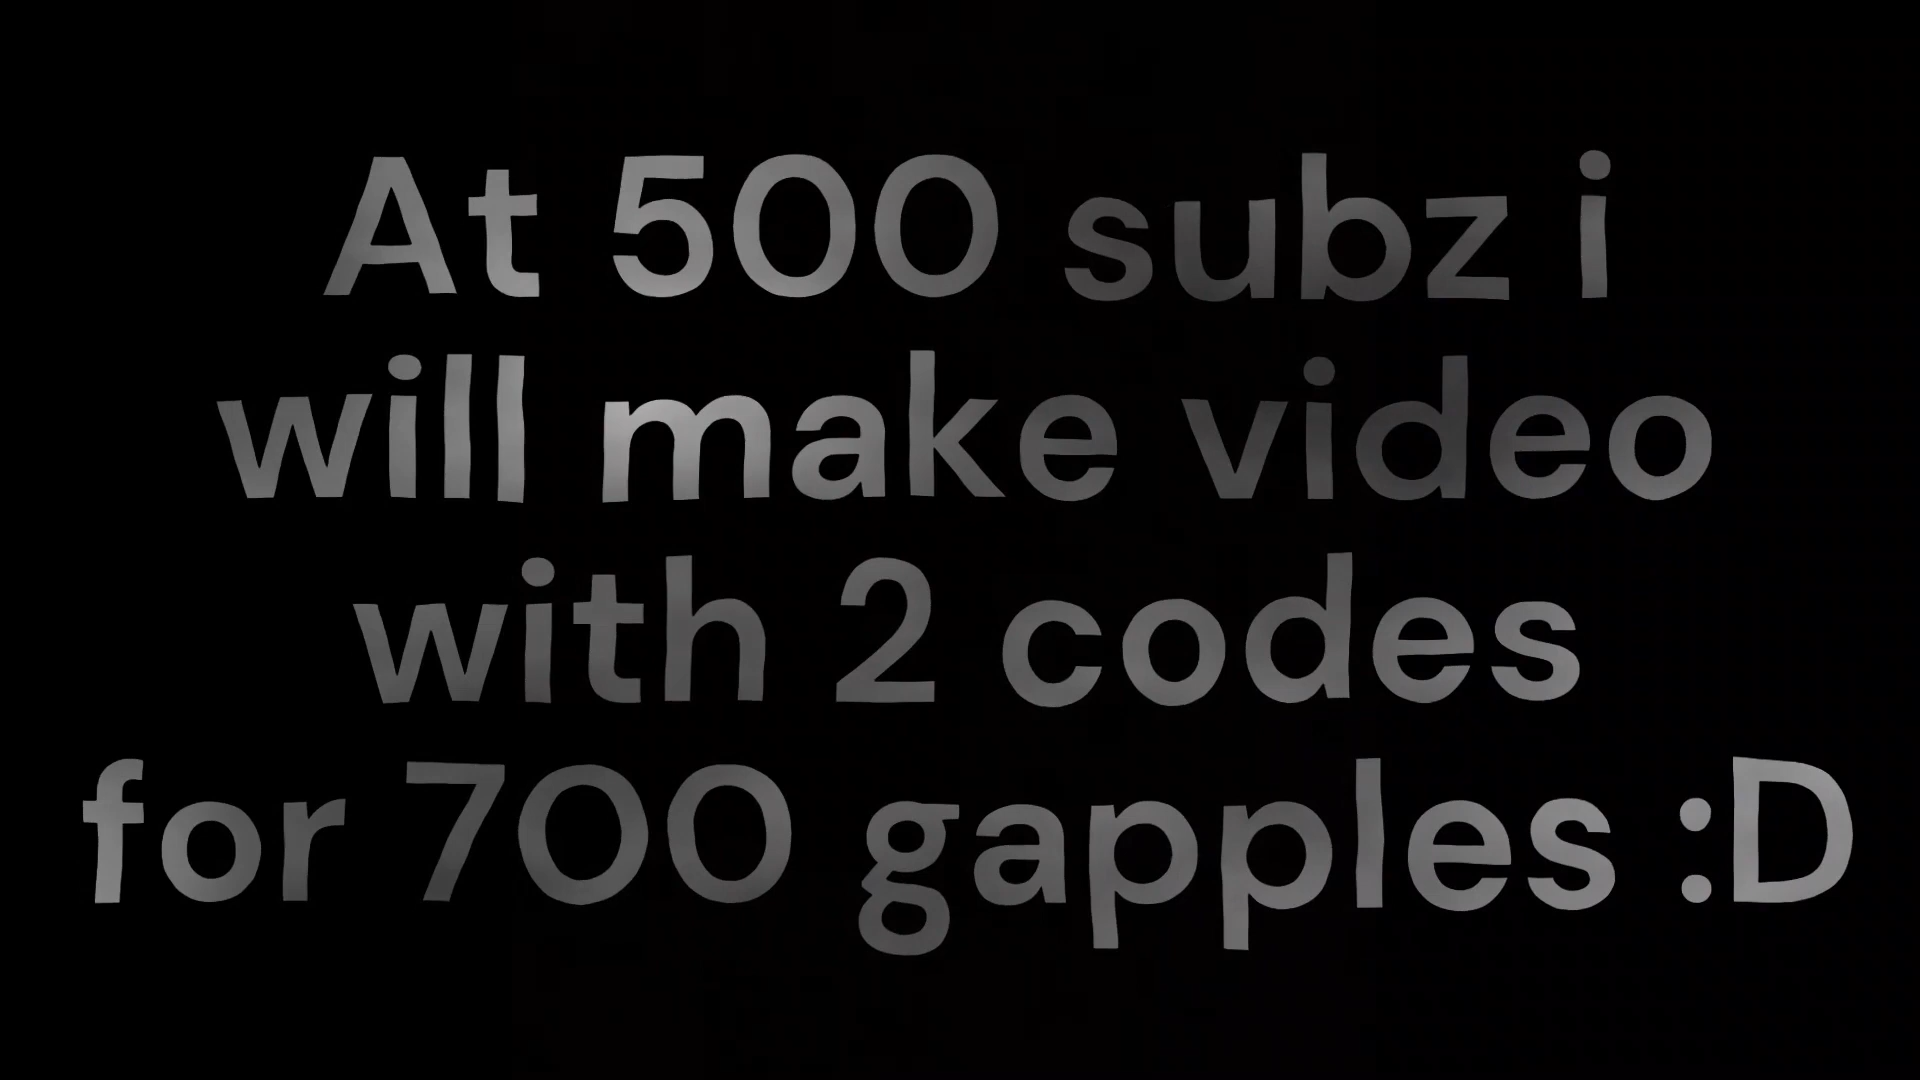 At 500 subz i
will make video
with 2 codes
for 700 gapples :D